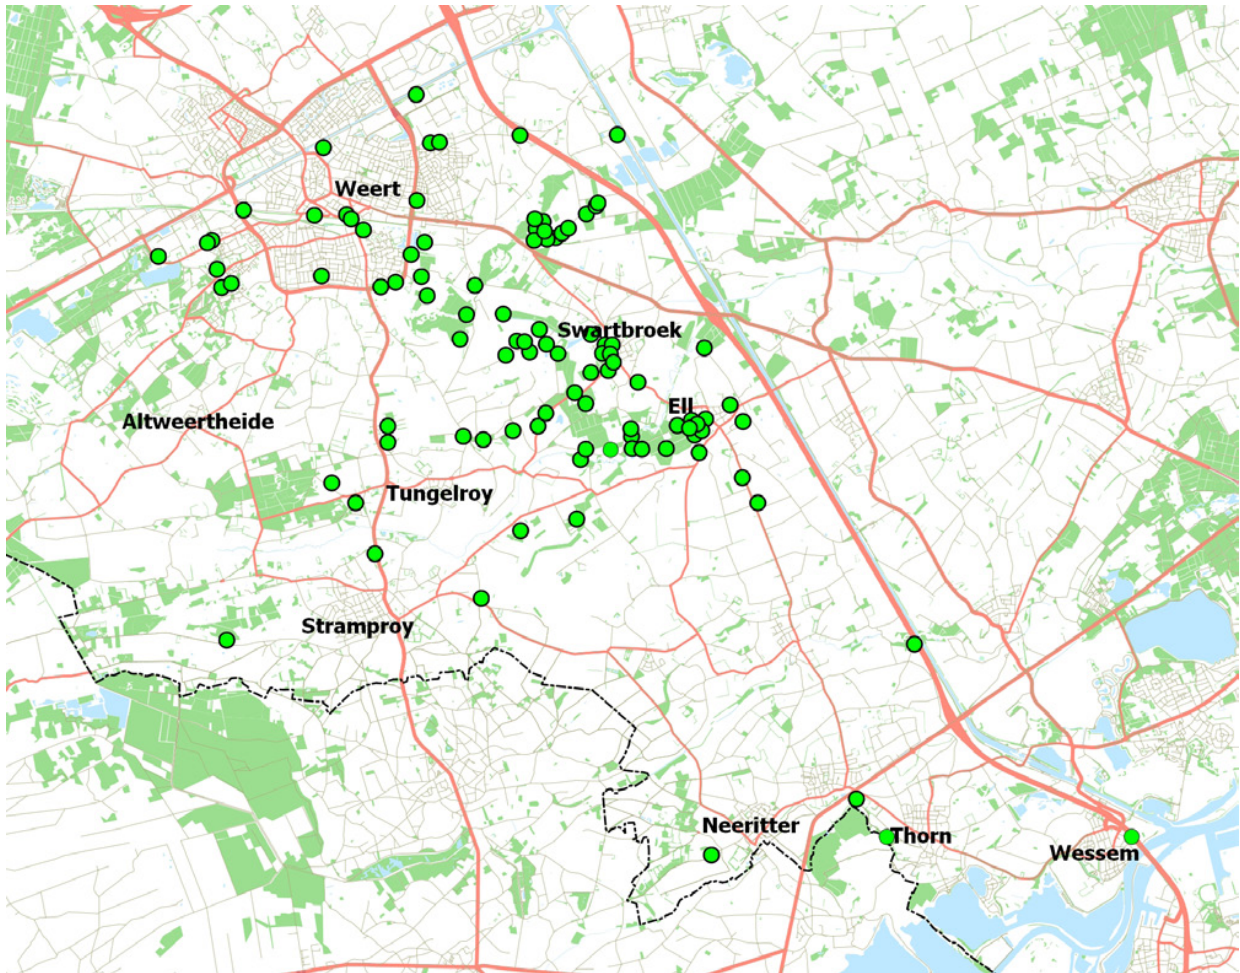 Weert
Swartbroek
Ell
Altweertheide
Tungelroy
Stramproy
Neeritter
Thorn
Wessem